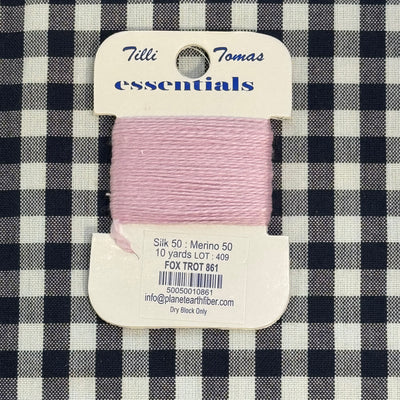 Tilli Tomas
essentials
Silk 50 : Merino 50
10 yards LOT : 409
FOX TROT 861
50050010861
info@planetearthfiber.com
Dry Block Only